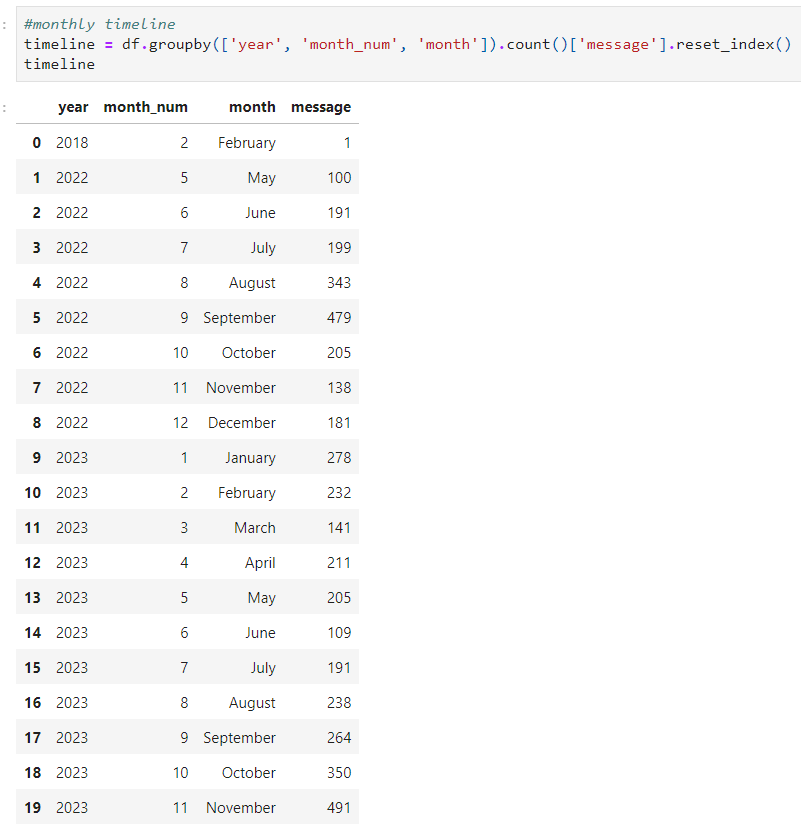 :
#monthly timeline
timeline = df.groupby(['year', 'month_num', 'month']).count()['message'].reset_index()
timeline
:
year month_num month message
0 2018 2 February 1
1 2022 5 May 100
2 2022 6 June 191
3 2022 7 July 199
4 2022 8 August 343
5 2022 9 September 479
6 2022 10 October 205
7 2022 11 November 138
8 2022 12 December 181
9 2023 1 January 278
10 2023 2 February 232
11 2023 3 March 141
12 2023 4 April 211
13 2023 5 May 205
14 2023 6 June 109
15 2023 7 July 191
16 2023 8 August 238
17 2023 9 September 264
18 2023 10 October 350
19 2023 11 November 491